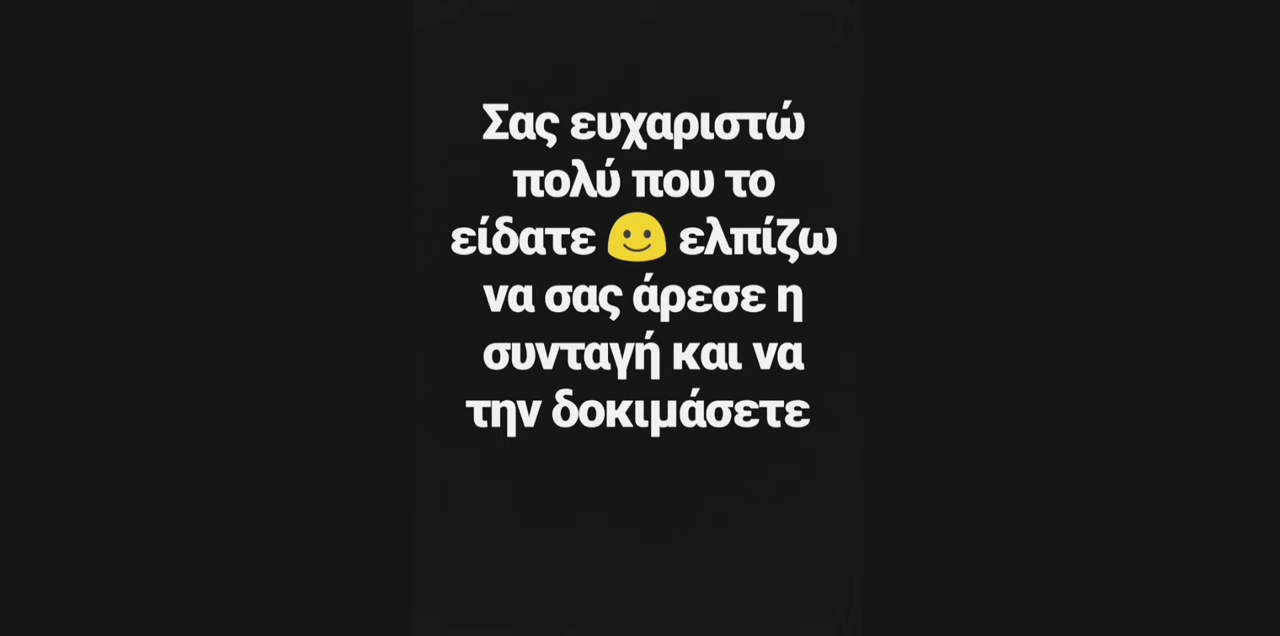 Σας ευχαριστώ
πολύ που το
είδατε 🙂 ελπίζω
να σας άρεσε η
συνταγή και να
την δοκιμάσετε